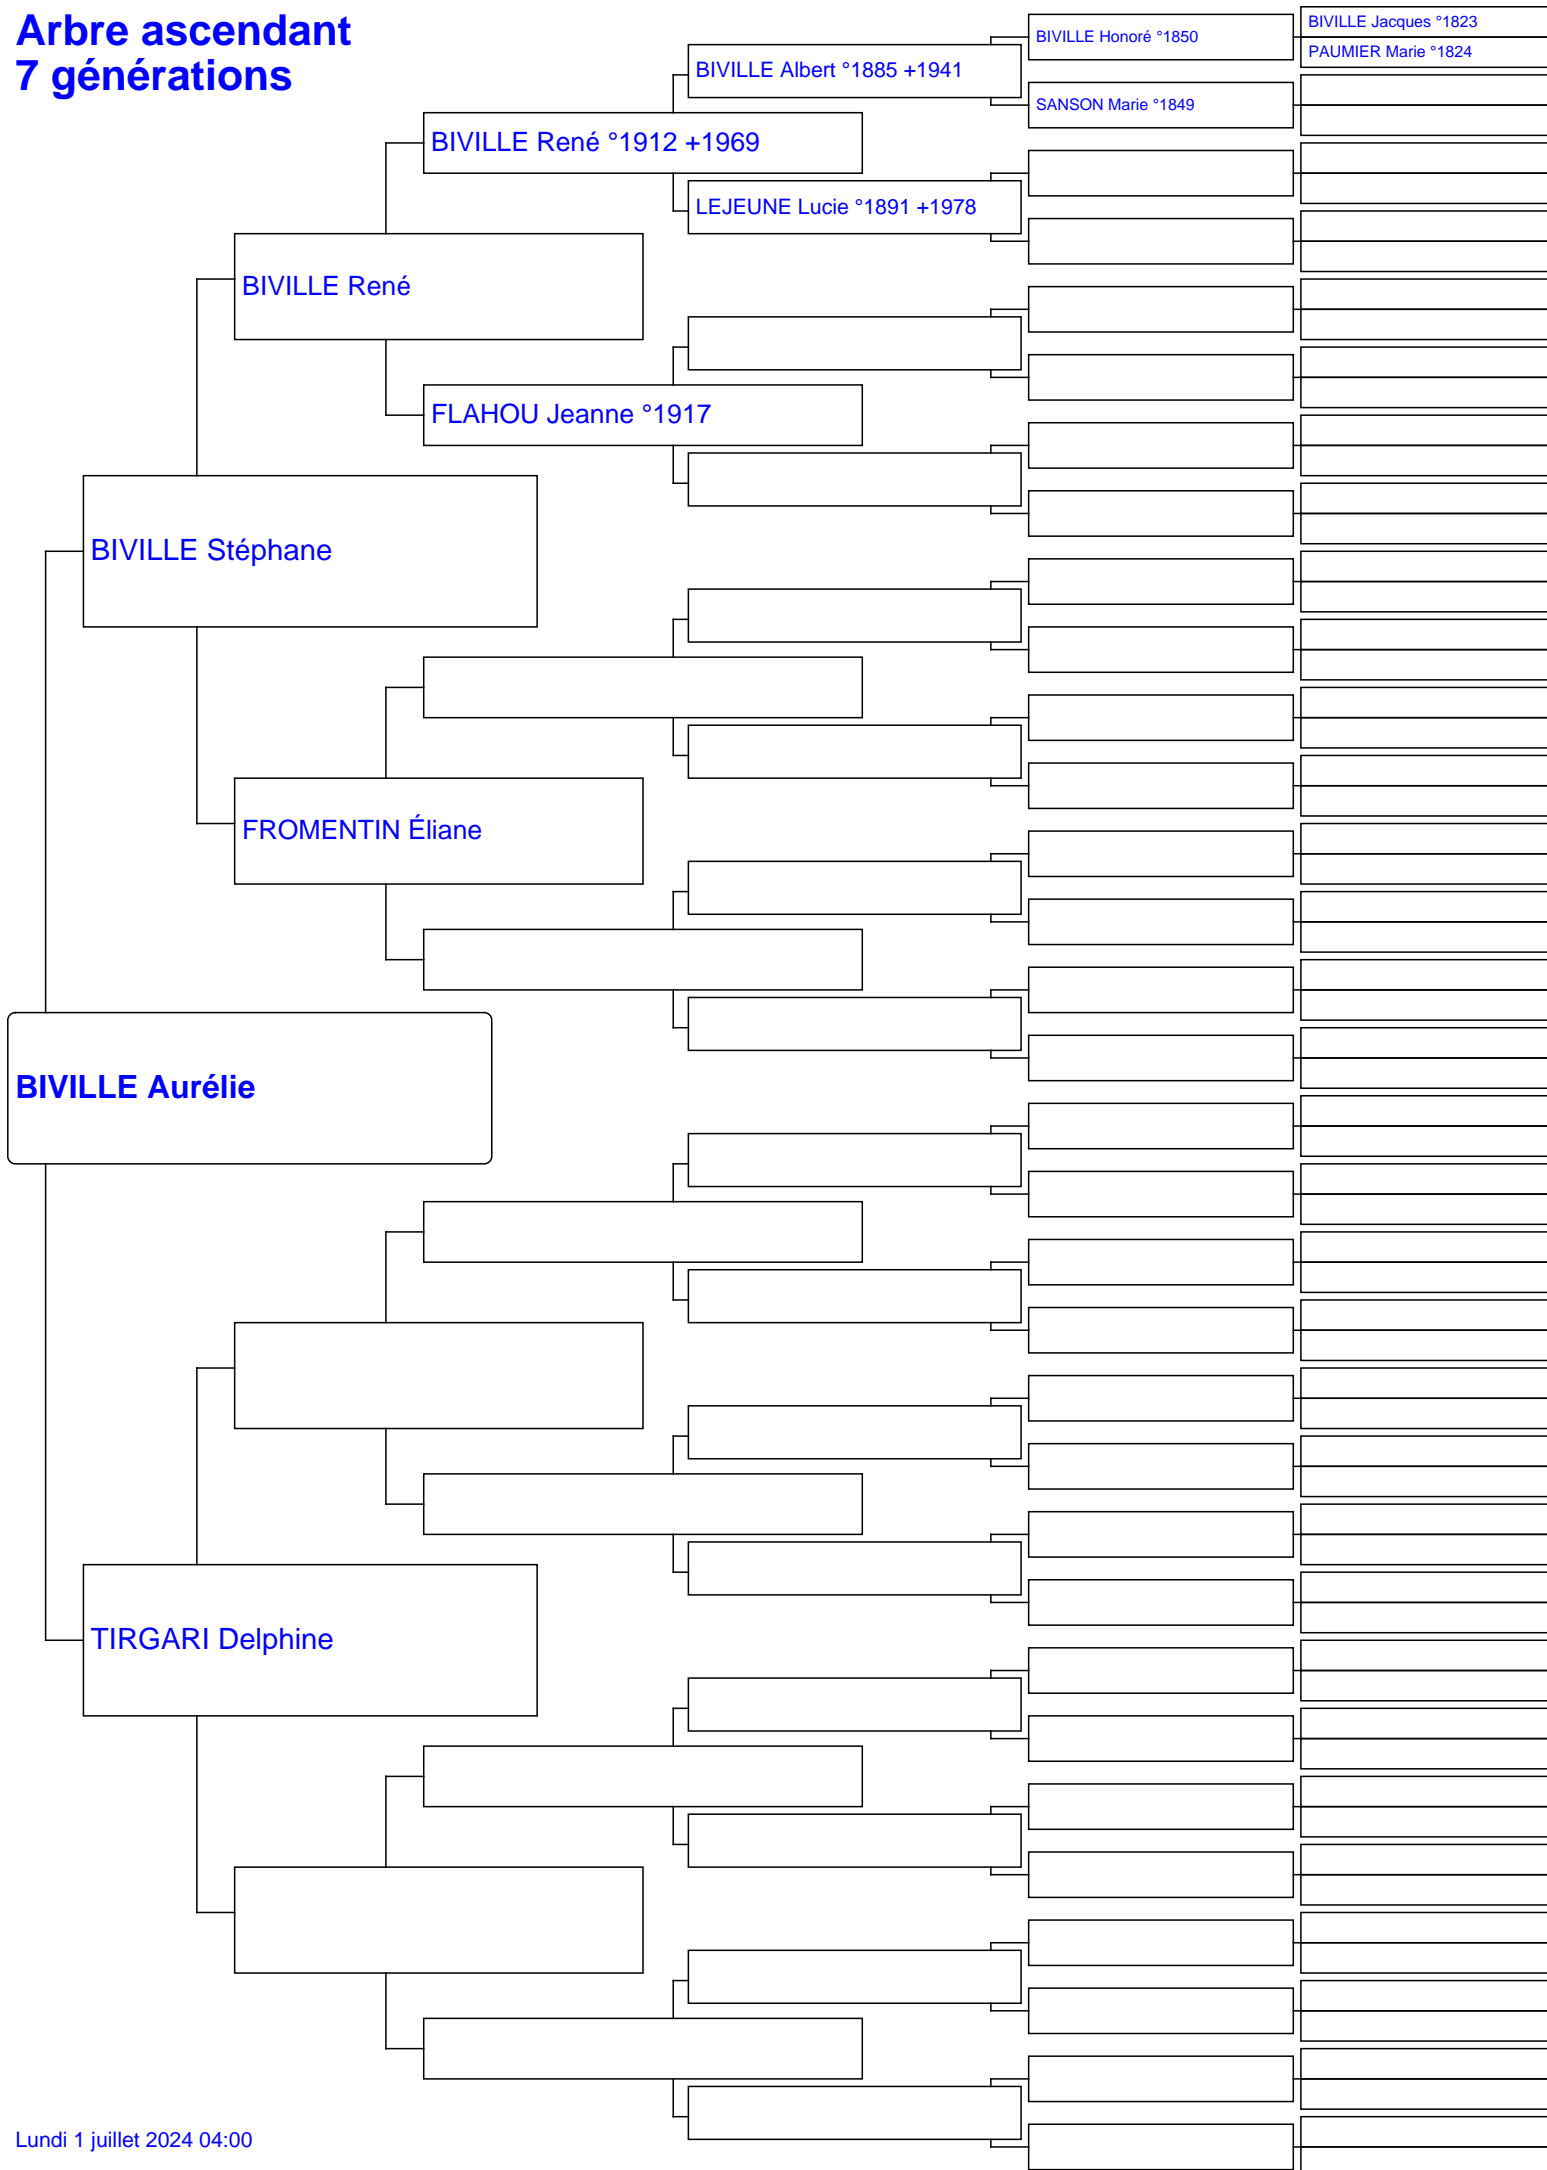 Arbre ascendant
7 générations
BIVILLE Jacques °1823
PAUMIER Marie °1824
BIVILLE Honoré °1850
BIVILLE Albert °1885 +1941
SANSON Marie °1849
BIVILLE René °1912 +1969
LEJEUNE Lucie °1891 +1978
BIVILLE René
FLAHOU Jeanne °1917
BIVILLE Stéphane
FROMENTIN Éliane
BIVILLE Aurélie
TIRGARI Delphine
Lundi 1 juillet 2024 04:00